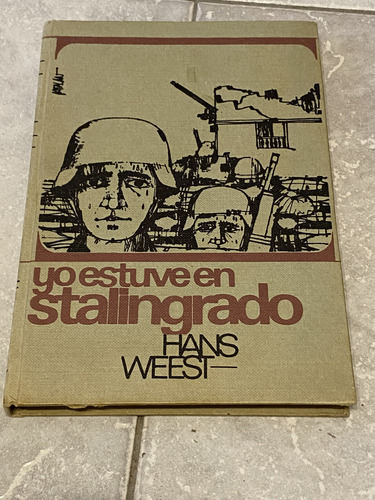 yo estuve en
stalingrado
HANS
WEEST